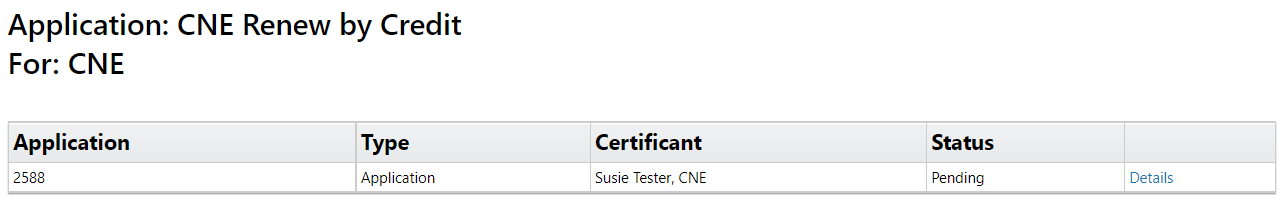 Application: CNE Renew by Credit
For: CNE
Application Type Certificant Status
2588 Application Susie Tester, CNE Pending Details